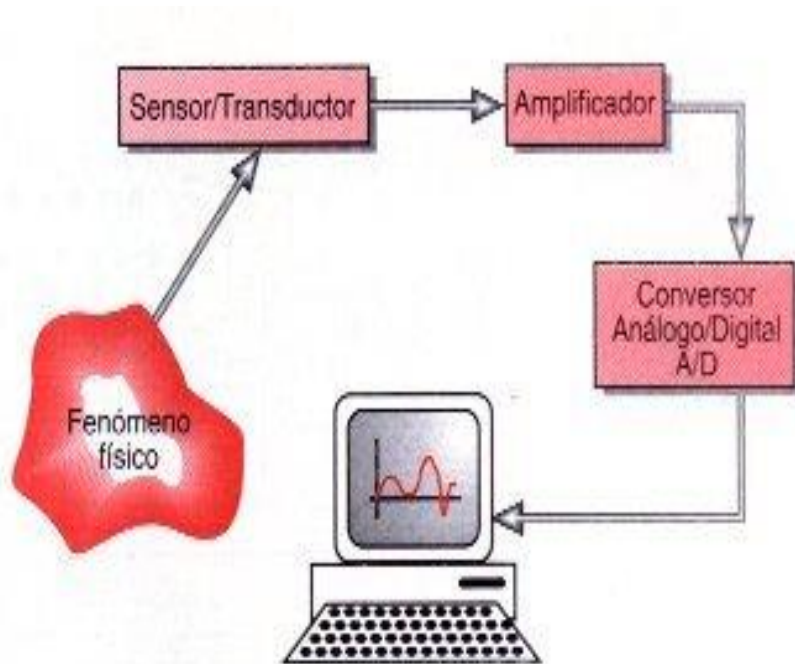 Sensor/Transductor
Amplificador
Conversor
Análogo/Digital
A/D
Fenómeno
físico